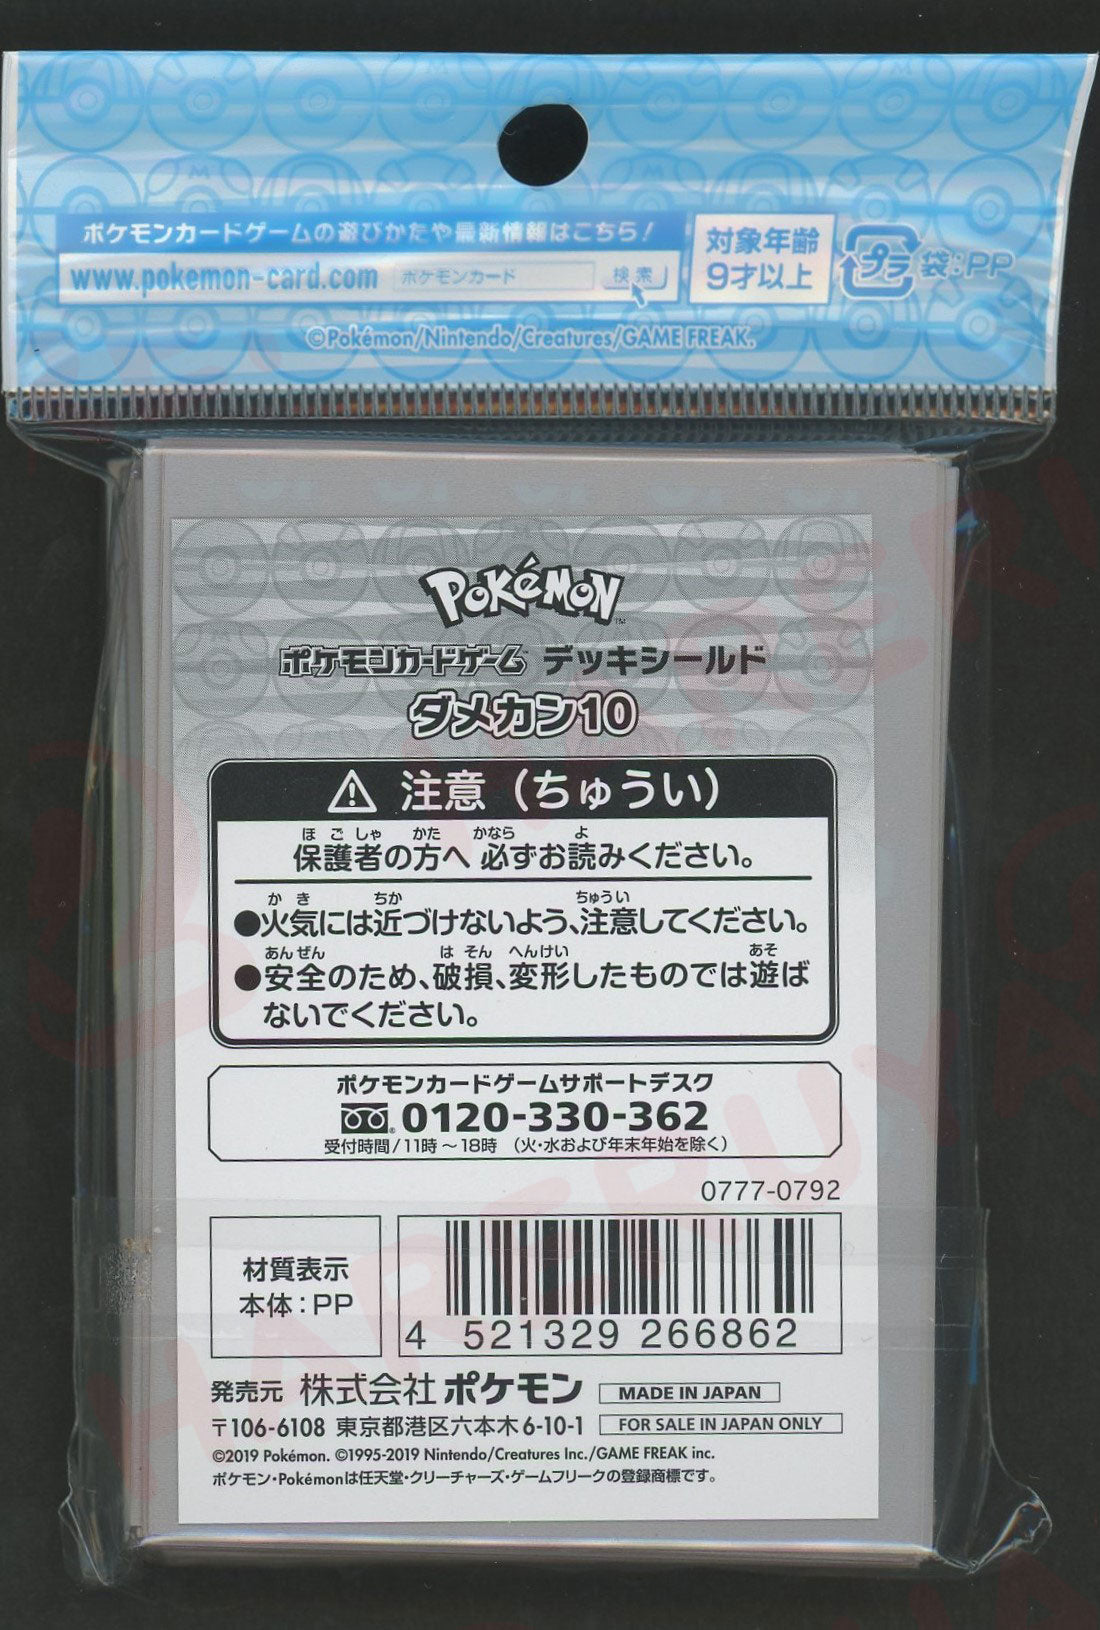 ポケモンカードゲームの遊びかたや最新情報はこちら!
www.pokemon-card.com ポケモンカード 検索
対象年齢
9才以上
プラ 袋:PP
©Pokémon/Nintendo/Creatures/GAME FREAK.
POKéMON™
ポケモンカードゲーム デッキシールド
ダメカン10
注意（ちゅうい）
ほごしゃ かた かなら よ
保護者の方へ 必ずお読みください。
かき ちか ちゅうい
●火気には近づけないよう、注意してください。
あんぜん はそん へんけい あそ
●安全のため、破損、変形したものでは遊ば
ないでください。
ポケモンカードゲームサポートデスク
0120-330-362
受付時間/11時～18時 （火・水および年末年始を除く）
0777-0792
材質表示
本体:PP
4 521329 266862
発売元 株式会社ポケモン MADE IN JAPAN
〒106-6108 東京都港区六本木6-10-1 FOR SALE IN JAPAN ONLY
©2019 Pokémon. ©1995-2019 Nintendo/Creatures Inc./GAME FREAK inc.
ポケモン・Pokémonは任天堂・クリーチャーズ・ゲームフリークの登録商標です。
HARERUYA